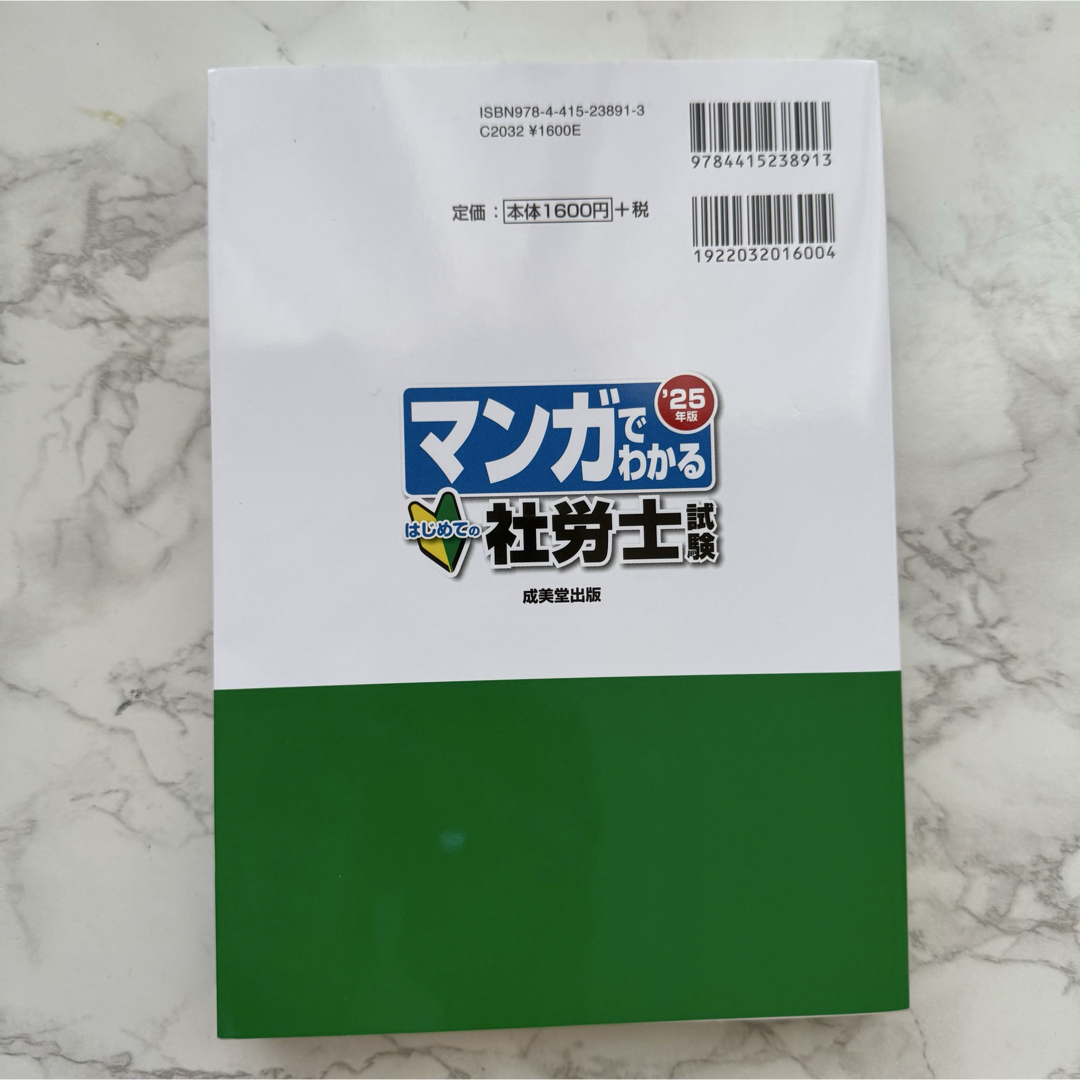 ISBN978-4-415-23891-3
C2032 ¥1600E
9784415238913
定価：本体1600円＋税
1922032016004
'25
年版
マンガで
わかる
はじめての
社労士試験
成美堂出版